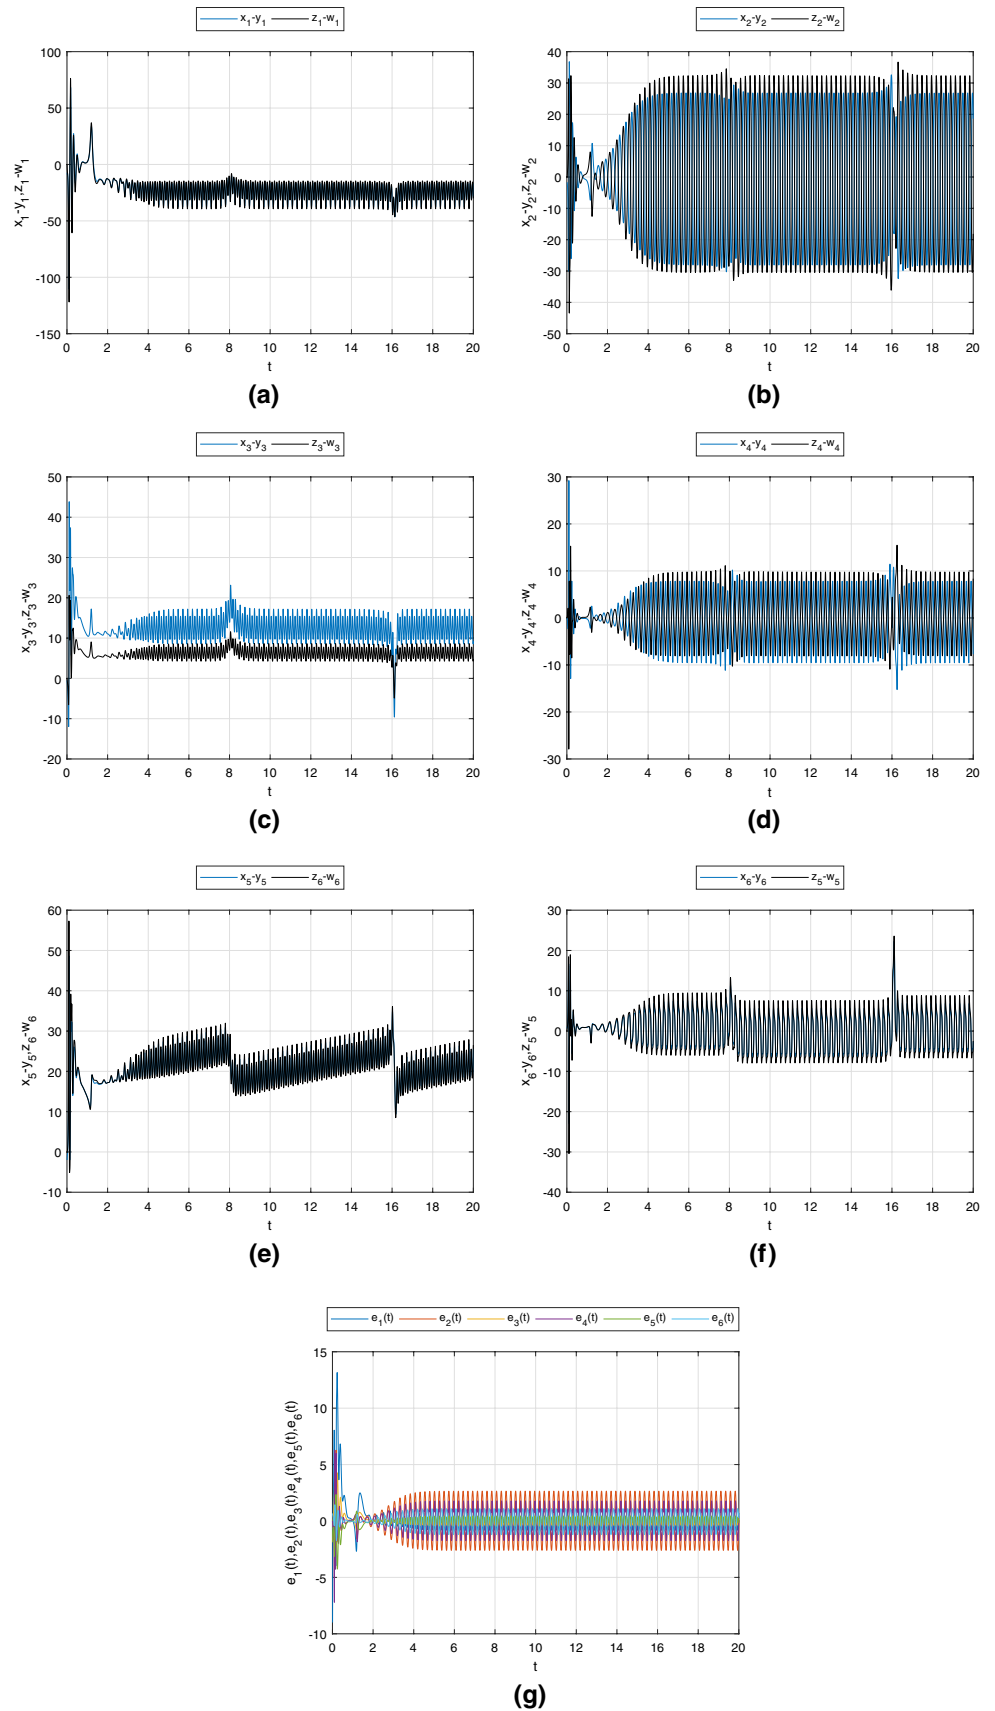 x1-y1 z1-w1
100
50
0
-50
-100
-150
x1-y1,z1-w1
0 2 4 6 8 10 12 14 16 18 20
t
(a)
x2-y2 z2-w2
40
30
20
10
0
-10
-20
-30
-40
-50
x2-y2,z2-w2
0 2 4 6 8 10 12 14 16 18 20
t
(b)
x3-y3 z3-w3
50
40
30
20
10
0
-10
-20
x3-y3,z3-w3
0 2 4 6 8 10 12 14 16 18 20
t
(c)
x4-y4 z4-w4
30
20
10
0
-10
-20
-30
x4-y4,z4-w4
0 2 4 6 8 10 12 14 16 18 20
t
(d)
x5-y5 z6-w6
60
50
40
30
20
10
0
-10
x5-y5,z6-w6
0 2 4 6 8 10 12 14 16 18 20
t
(e)
x6-y6 z5-w5
30
20
10
0
-10
-20
-30
-40
x6-y6,z5-w5
0 2 4 6 8 10 12 14 16 18 20
t
(f)
e1(t) e2(t) e3(t) e4(t) e5(t) e6(t)
15
10
5
0
-5
-10
e1(t),e2(t),e3(t),e4(t),e5(t),e6(t)
0 2 4 6 8 10 12 14 16 18 20
t
(g)